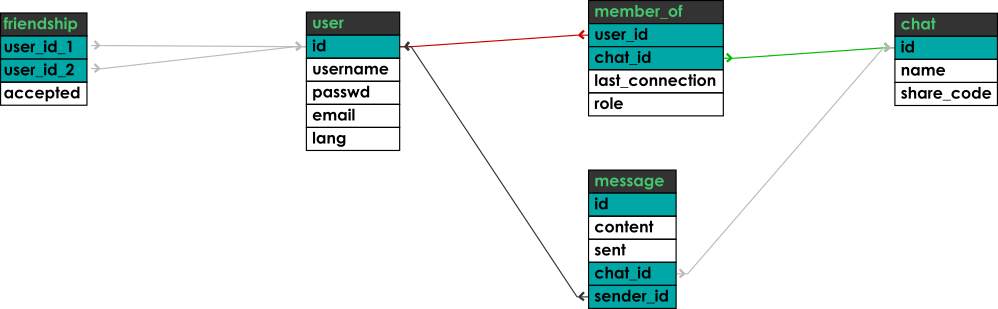 friendship
user_id_1
user_id_2
accepted
user
id
username
passwd
email
lang
member_of
user_id
chat_id
last_connection
role
chat
id
name
share_code
message
id
content
sent
chat_id
sender_id